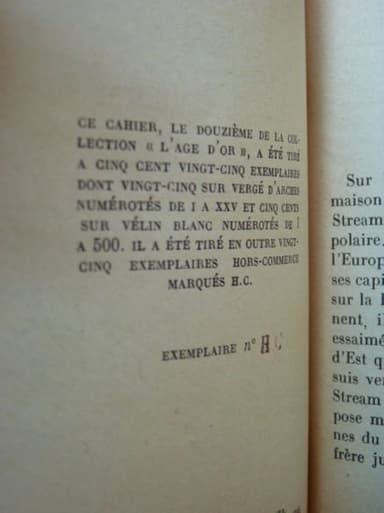 CE CAHIER, LE DOUZIÈME DE LA COL-
LECTION « L'AGE D'OR », A ÉTÉ TIRÉ
A CINQ CENT VINGT-CINQ EXEMPLAIRES
DONT VINGT-CINQ SUR VERGÉ D'ARCHES
NUMÉROTÉS DE I A XXV ET CINQ CENTS
SUR VÉLIN BLANC NUMÉROTÉS DE I
A 500. IL A ÉTÉ TIRÉ EN OUTRE VINGT-
CINQ EXEMPLAIRES HORS-COMMERCE
MARQUÉS H.C.
EXEMPLAIRE n° H C
Sur
maison
Stream
polaire,
l'Europ
ses capi
sur la
nent, i
essaimé
d'Est q
suis ver
Stream
pose m
nes du
frère ju